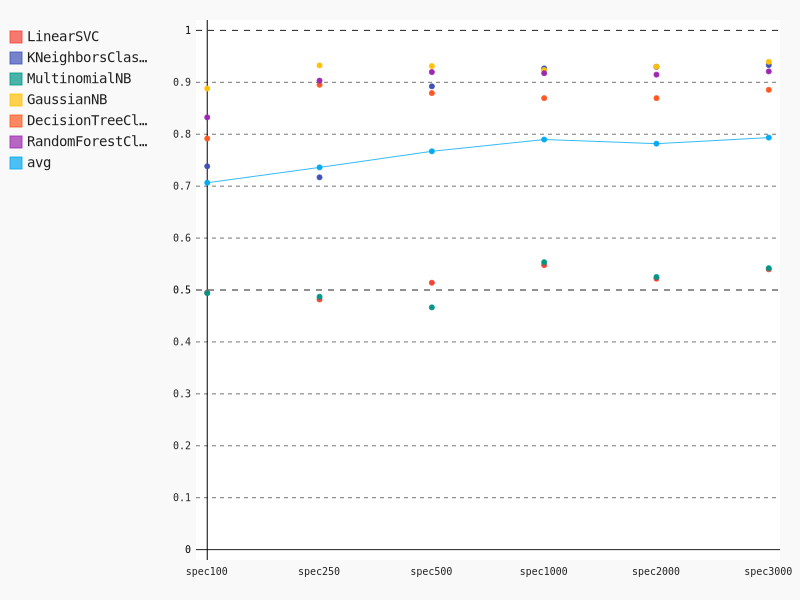 LinearSVC
KNeighborsClas…
MultinomialNB
GaussianNB
DecisionTreeCl…
RandomForestCl…
avg
1
0.9
0.8
0.7
0.6
0.5
0.4
0.3
0.2
0.1
0
spec100 spec250 spec500 spec1000 spec2000 spec3000